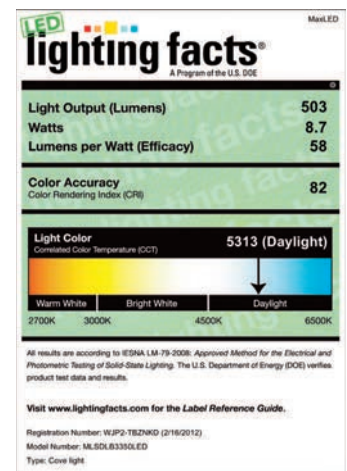 MaxLED
LED
lighting facts®
A Program of the U.S. DOE
Light Output (Lumens) 503
Watts 8.7
Lumens per Watt (Efficacy) 58
Color Accuracy 82
Color Rendering Index (CRI)
Light Color 5313 (Daylight)
Correlated Color Temperature (CCT)
Warm White Bright White Daylight
2700K 3000K 4500K 6500K
All results are according to IESNA LM-79-2008: Approved Method for the Electrical and
Photometric Testing of Solid-State Lighting. The U.S. Department of Energy (DOE) verifies
product test data and results.
Visit www.lightingfacts.com for the Label Reference Guide.
Registration Number: WJP2-TBZNKD (2/16/2012)
Model Number: MLSDLB3350LED
Type: Cove light